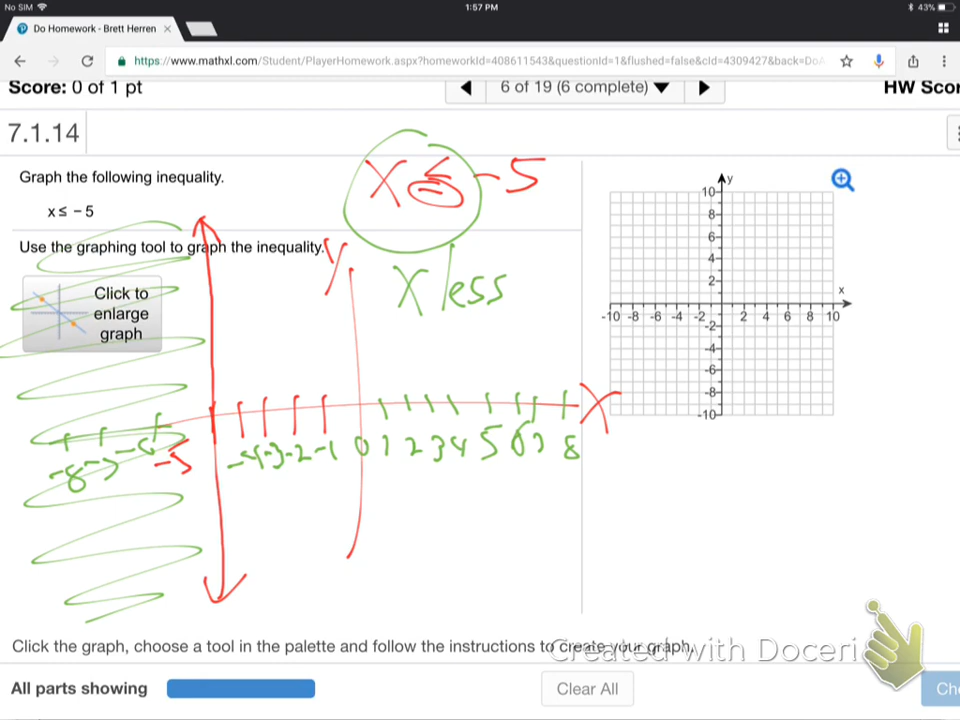 No SIM
1:57 PM
43%
Do Homework - Brett Herren
https://www.mathxl.com/Student/PlayerHomework.aspx?homeworkId=408611543&questionId=1&flushed=false&cId=4309427&back=DoA
Score: 0 of 1 pt
6 of 19 (6 complete)
HW Scor
7.1.14
Graph the following inequality.
x ≤ - 5
Use the graphing tool to graph the inequality.
Click to
enlarge
graph
x ≤ -5
x less
y
x
-8 -7 -6 -5 -4 -3 -2 -1 0 1 2 3 4 5 6 7 8
y
10
8
6
4
2
x
-10 -8 -6 -4 -2 2 4 6 8 10
-2
-4
-6
-8
-10
Click the graph, choose a tool in the palette and follow the instructions to create your graph.
Created with Doceri
All parts showing
Clear All
Che